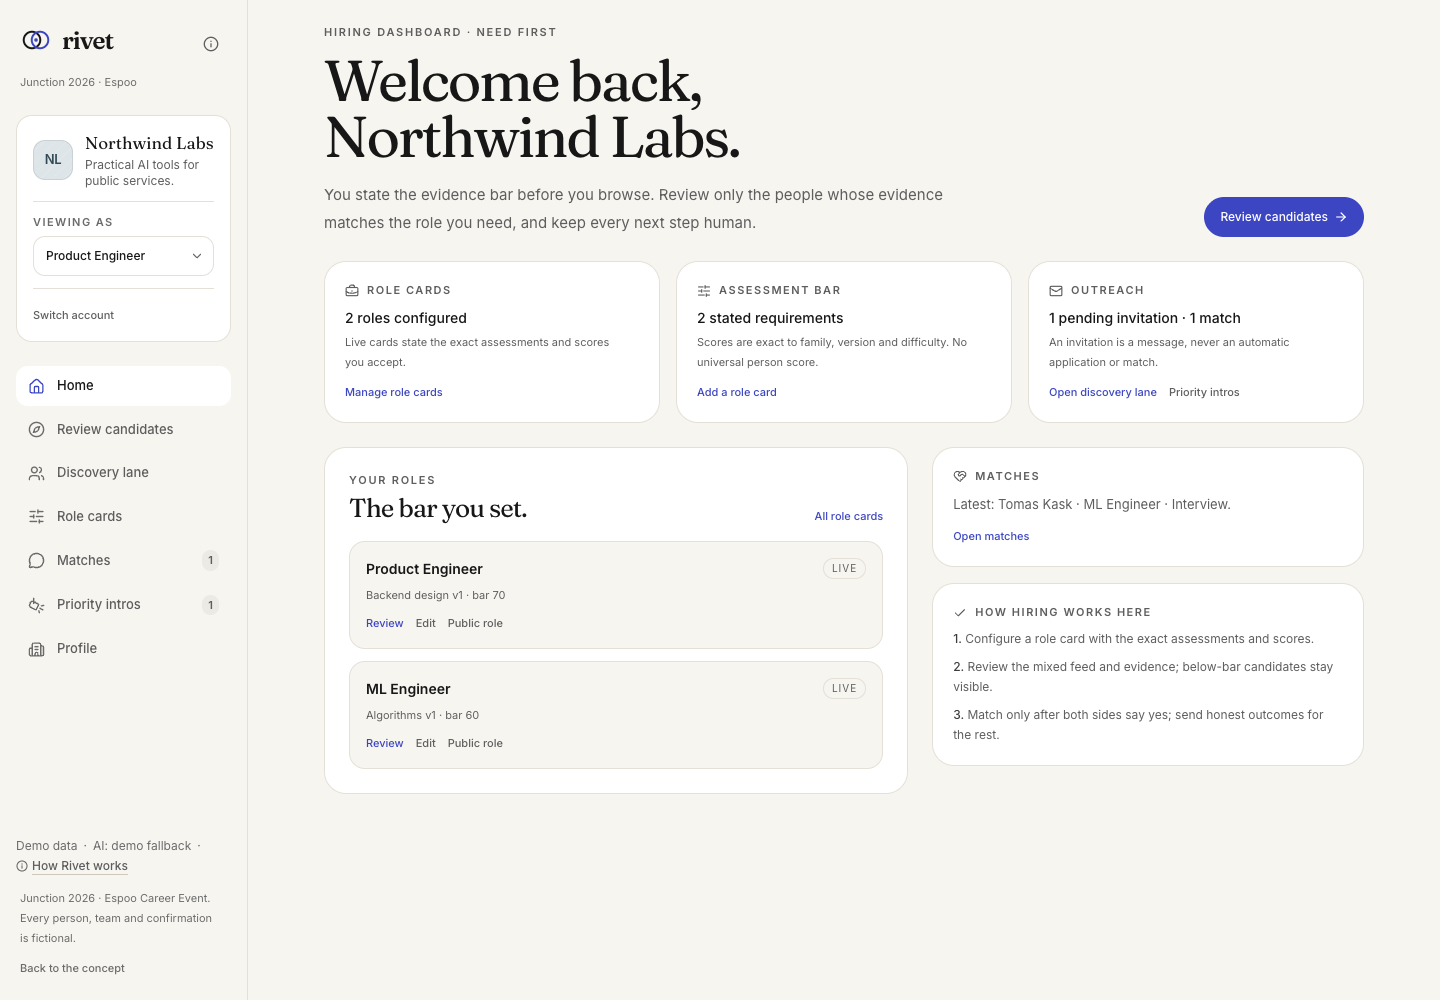 rivet
Junction 2026 · Espoo
NL
Northwind Labs
Practical AI tools for
public services.
VIEWING AS
Product Engineer
Switch account
Home
Review candidates
Discovery lane
Role cards
Matches 1
Priority intros 1
Profile
Demo data · AI: demo fallback ·
How Rivet works
Junction 2026 · Espoo Career Event.
Every person, team and confirmation
is fictional.
Back to the concept
HIRING DASHBOARD · NEED FIRST
Welcome back,
Northwind Labs.
You state the evidence bar before you browse. Review only the people whose evidence
matches the role you need, and keep every next step human.
Review candidates
ROLE CARDS
2 roles configured
Live cards state the exact assessments and scores
you accept.
Manage role cards
ASSESSMENT BAR
2 stated requirements
Scores are exact to family, version and difficulty. No
universal person score.
Add a role card
OUTREACH
1 pending invitation · 1 match
An invitation is a message, never an automatic
application or match.
Open discovery lane Priority intros
YOUR ROLES
The bar you set.
All role cards
Product Engineer LIVE
Backend design v1 · bar 70
Review Edit Public role
ML Engineer LIVE
Algorithms v1 · bar 60
Review Edit Public role
MATCHES
Latest: Tomas Kask · ML Engineer · Interview.
Open matches
HOW HIRING WORKS HERE
1. Configure a role card with the exact assessments and scores.
2. Review the mixed feed and evidence; below-bar candidates stay
visible.
3. Match only after both sides say yes; send honest outcomes for
the rest.